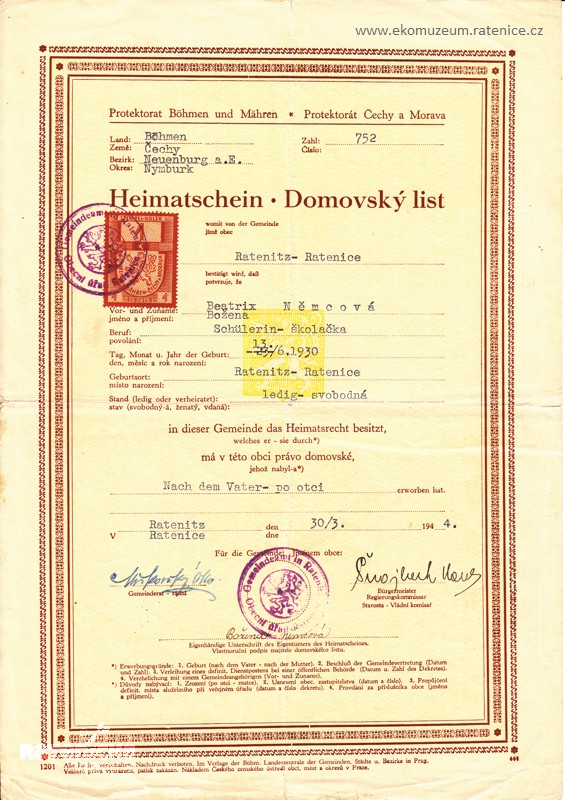 www.ekomuzeum.ratenice.cz
Protektorat Böhmen und Mähren * Protektorát Čechy a Morava
Land: Böhmen
Země: Čechy
Zahl: 752
Číslo:
Bezirk: Neuenburg a.E.
Okres: Nymburk
Heimatschein · Domovský list
womit von der Gemeinde
jímž obec
Ratenitz- Ratenice
bestätigt wird, daß
potvrzuje, že
Vor- und Zuname: Beatrix Němcová
jméno a příjmení: Božena
Beruf: Schülerin- školačka
povolání:
13.
Tag, Monat u. Jahr der Geburt: /6.1930
den, měsíc a rok narození:
Geburtsort: Ratenitz- Ratenice
místo narození:
Stand (ledig oder verheiratet): ledig- svobodná
stav (svobodný-á, ženatý, vdaná):
in dieser Gemeinde das Heimatsrecht besitzt,
welches er - sie durch*)
má v této obci právo domovské,
jehož nabyl-a*)
Nach dem Vater- po otci erworben hat.
Ratenitz den 30/3. 194 4.
V Ratenice dne
Für die Gemeinde: Jménem obce:
Gemeindeamt in Ratenitz
Obecní úřad
Gemeinderat - radní
Bürgermeister
Regierungskommissar
Starosta - Vládní komisař
Božena Němcová
Eigenhändige Unterschrift des Eigentümers des Heimatscheines.
Vlastnoruční podpis majitele domovského listu.
*) Erwerbungsgründe: 1. Geburt (nach dem Vater - nach der Mutter). 2. Beschluß der Gemeindevertretung (Datum
und Zahl). 3. Verleihung eines definit. Dienstpostens bei einer öffentlichen Behörde (Datum u. Zahl des Dekretes).
4. Verehelichung mit einem Gemeindeangehörigen (Vor- und Zuname).
*) Důvody nabývací: 1. Zrození (po otci - matce). 2. Usnesení obec. zastupitelstva (datum a číslo). 3. Propůjčení
definit. místa služebního při veřejném úřadu (datum a číslo dekretu). 4. Provdání za příslušníka obce (jméno
a příjmení).
1201 Alle Rechte vorbehalten. Nachdruck verboten. Im Verlage der Böhm. Landeszentrale der Gemeinden, Städte u. Bezirke in Prag.
Veškerá práva vyhrazena, patisk zakázán. Nákladem Českého zemského ústředí obcí, měst a okresů v Praze.